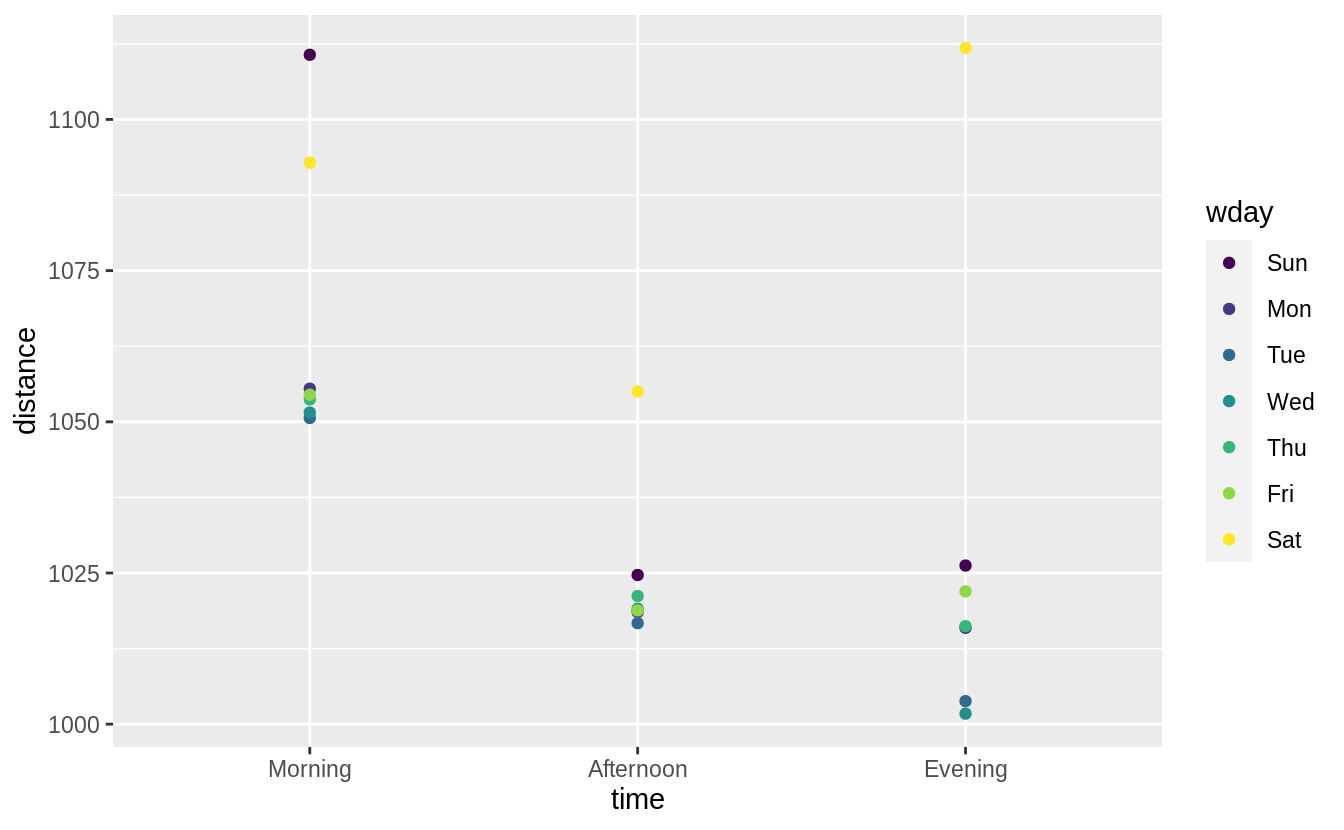 distance
1100
1075
1050
1025
1000
Morning Afternoon Evening
time
wday
Sun
Mon
Tue
Wed
Thu
Fri
Sat